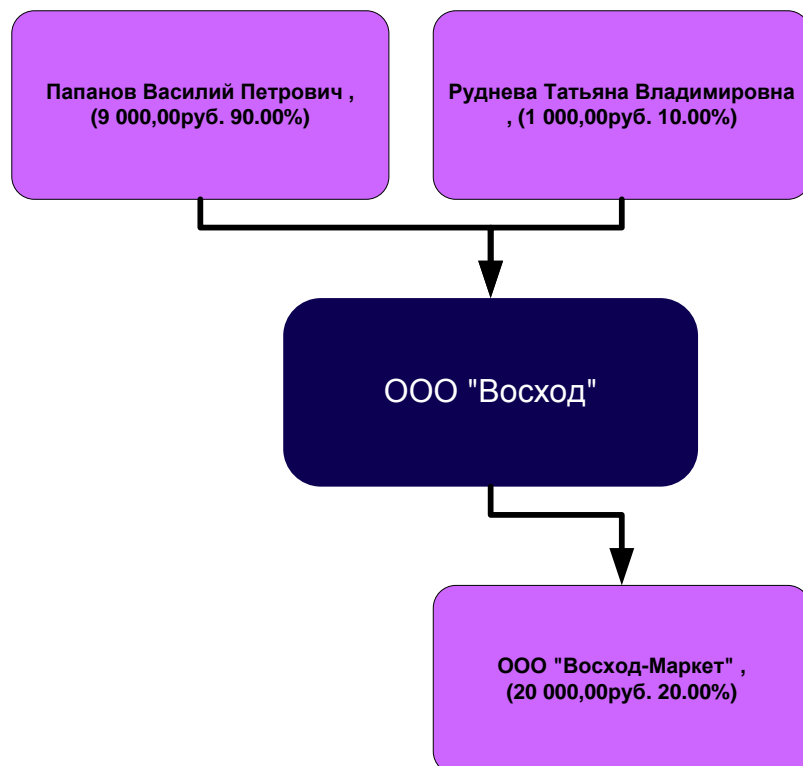 Папанов Василий Петрович ,
(9 000,00руб. 90.00%)
Руднева Татьяна Владимировна
, (1 000,00руб. 10.00%)
ООО "Восход"
ООО "Восход-Маркет" ,
(20 000,00руб. 20.00%)